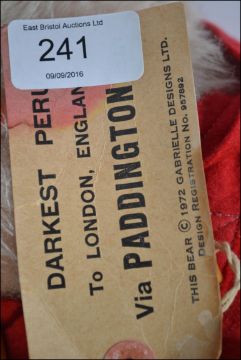 East Bristol Auctions Ltd
241
09/09/2016
DARKEST PERU
To LONDON, ENGLAND
Via PADDINGTON
THIS BEAR © 1972 GABRIELLE DESIGNS LTD.
DESIGN REGISTRATION NO. 957892